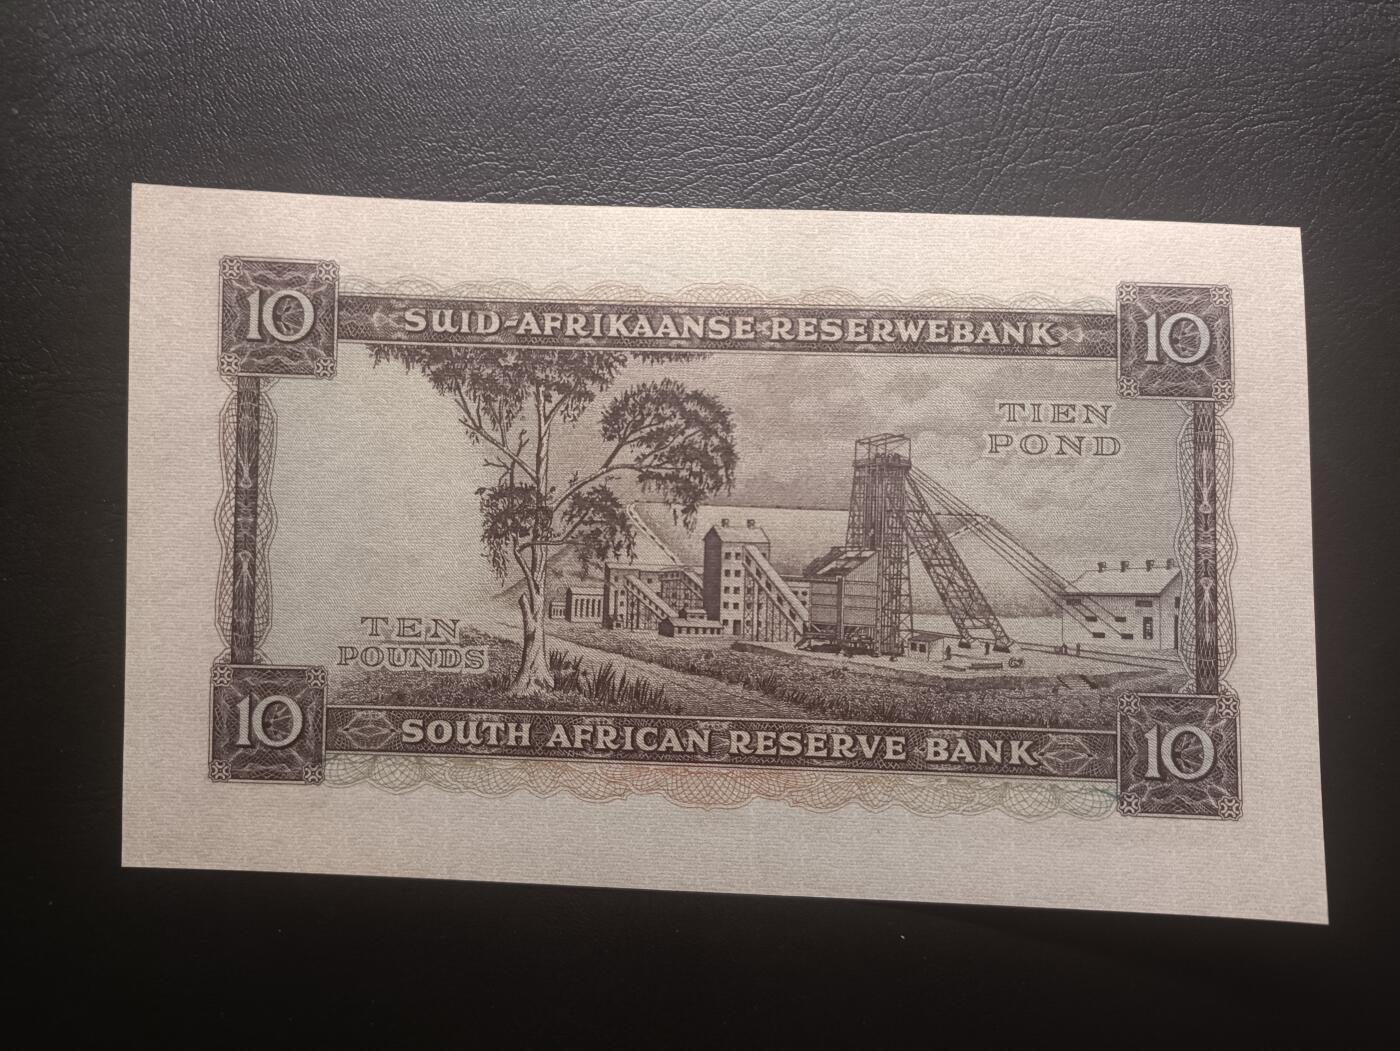 10 SUID-AFRIKAANSE RESERWEBANK 10
TIEN
POND
TEN
POUNDS
10 SOUTH AFRICAN RESERVE BANK 10